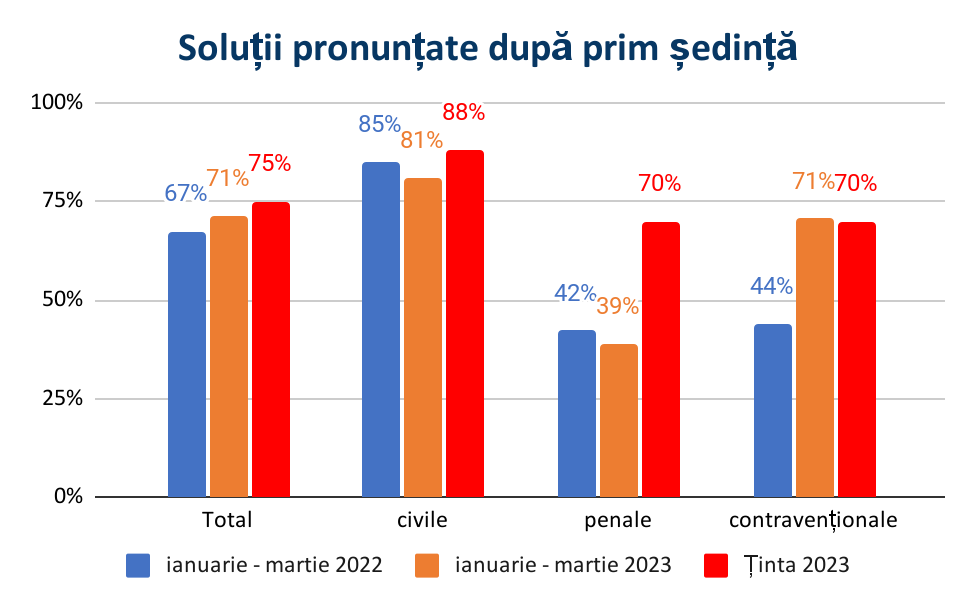 Soluții pronunțate după prim ședință
100%
75%
50%
25%
0%
67%
71%
75%
85%
81%
88%
42%
39%
70%
44%
71%
70%
Total
civile
penale
contravenționale
ianuarie - martie 2022
ianuarie - martie 2023
Ținta 2023